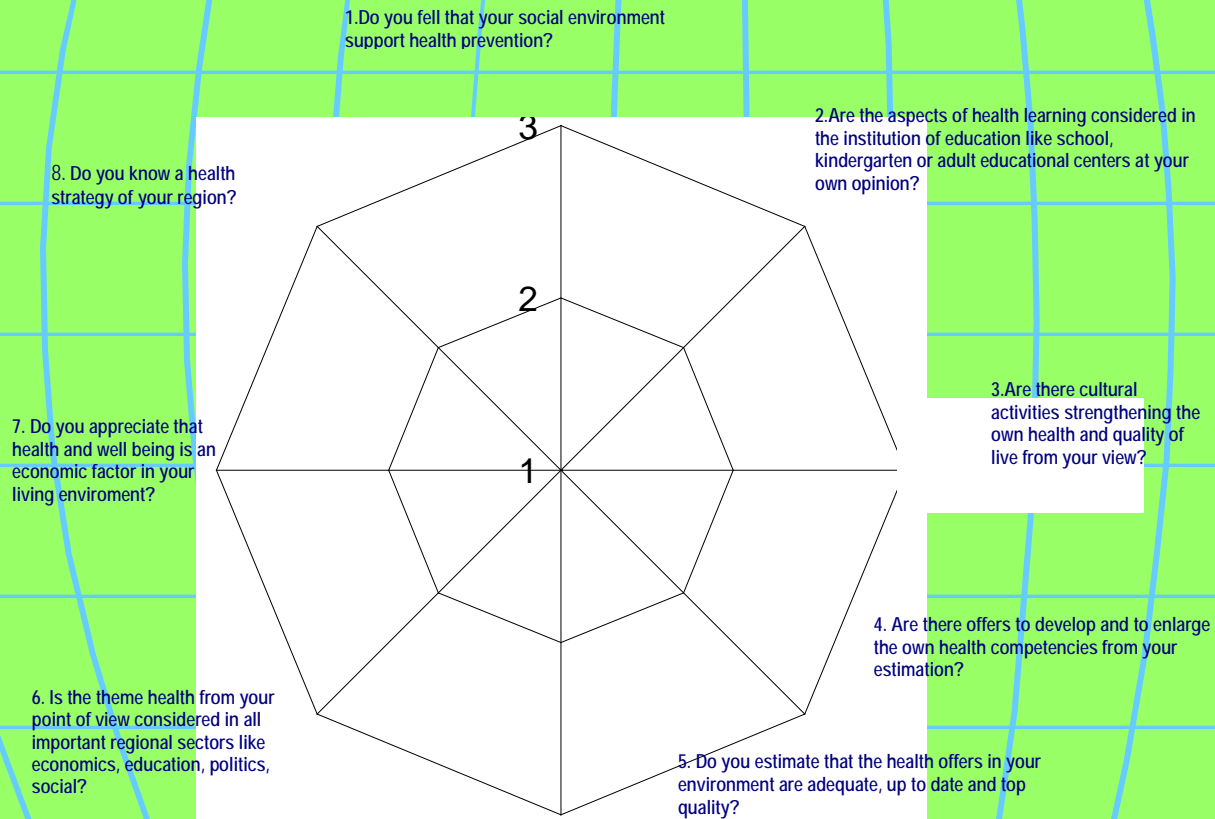 1.Do you fell that your social environment
support health prevention?
2.Are the aspects of health learning considered in
the institution of education like school,
kindergarten or adult educational centers at your
own opinion?
3.Are there cultural
activities strengthening the
own health and quality of
live from your view?
4. Are there offers to develop and to enlarge
the own health competencies from your
estimation?
5. Do you estimate that the health offers in your
environment are adequate, up to date and top
quality?
6. Is the theme health from your
point of view considered in all
important regional sectors like
economics, education, politics,
social?
7. Do you appreciate that
health and well being is an
economic factor in your
living enviroment?
8. Do you know a health
strategy of your region?
3
2
1